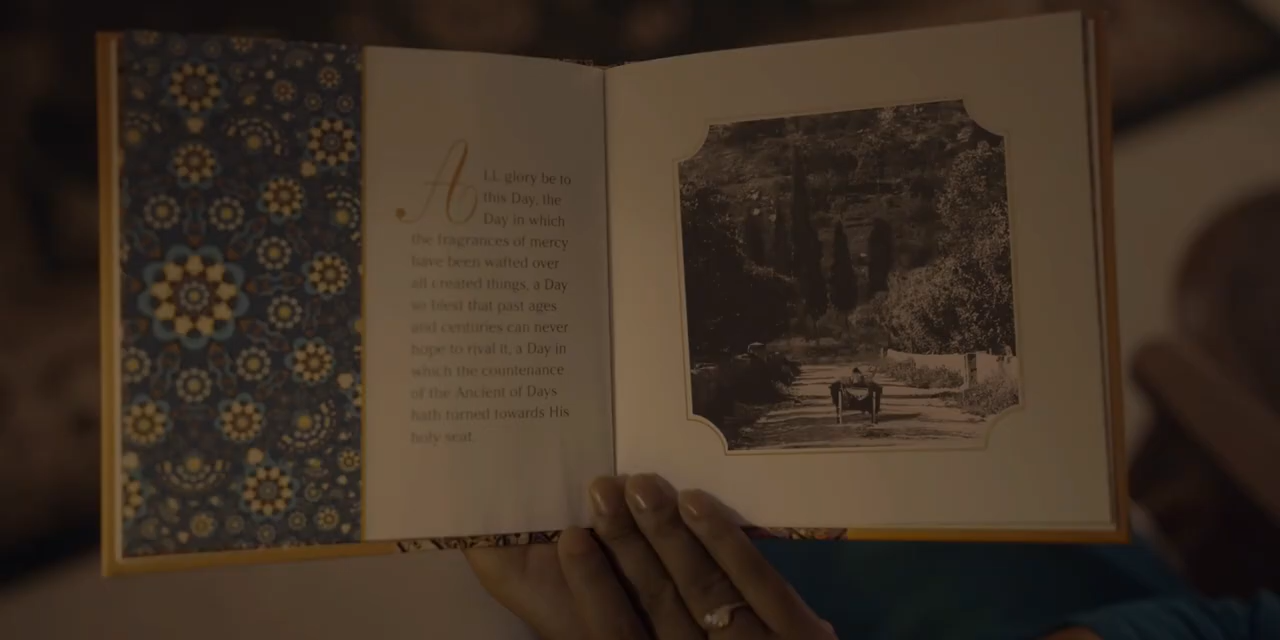 ALL glory be to
this Day, the
Day in which
the fragrances of mercy
have been wafted over
all created things, a Day
so blest that past ages
and centuries can never
hope to rival it, a Day in
which the countenance
of the Ancient of Days
hath turned towards His
holy seat.